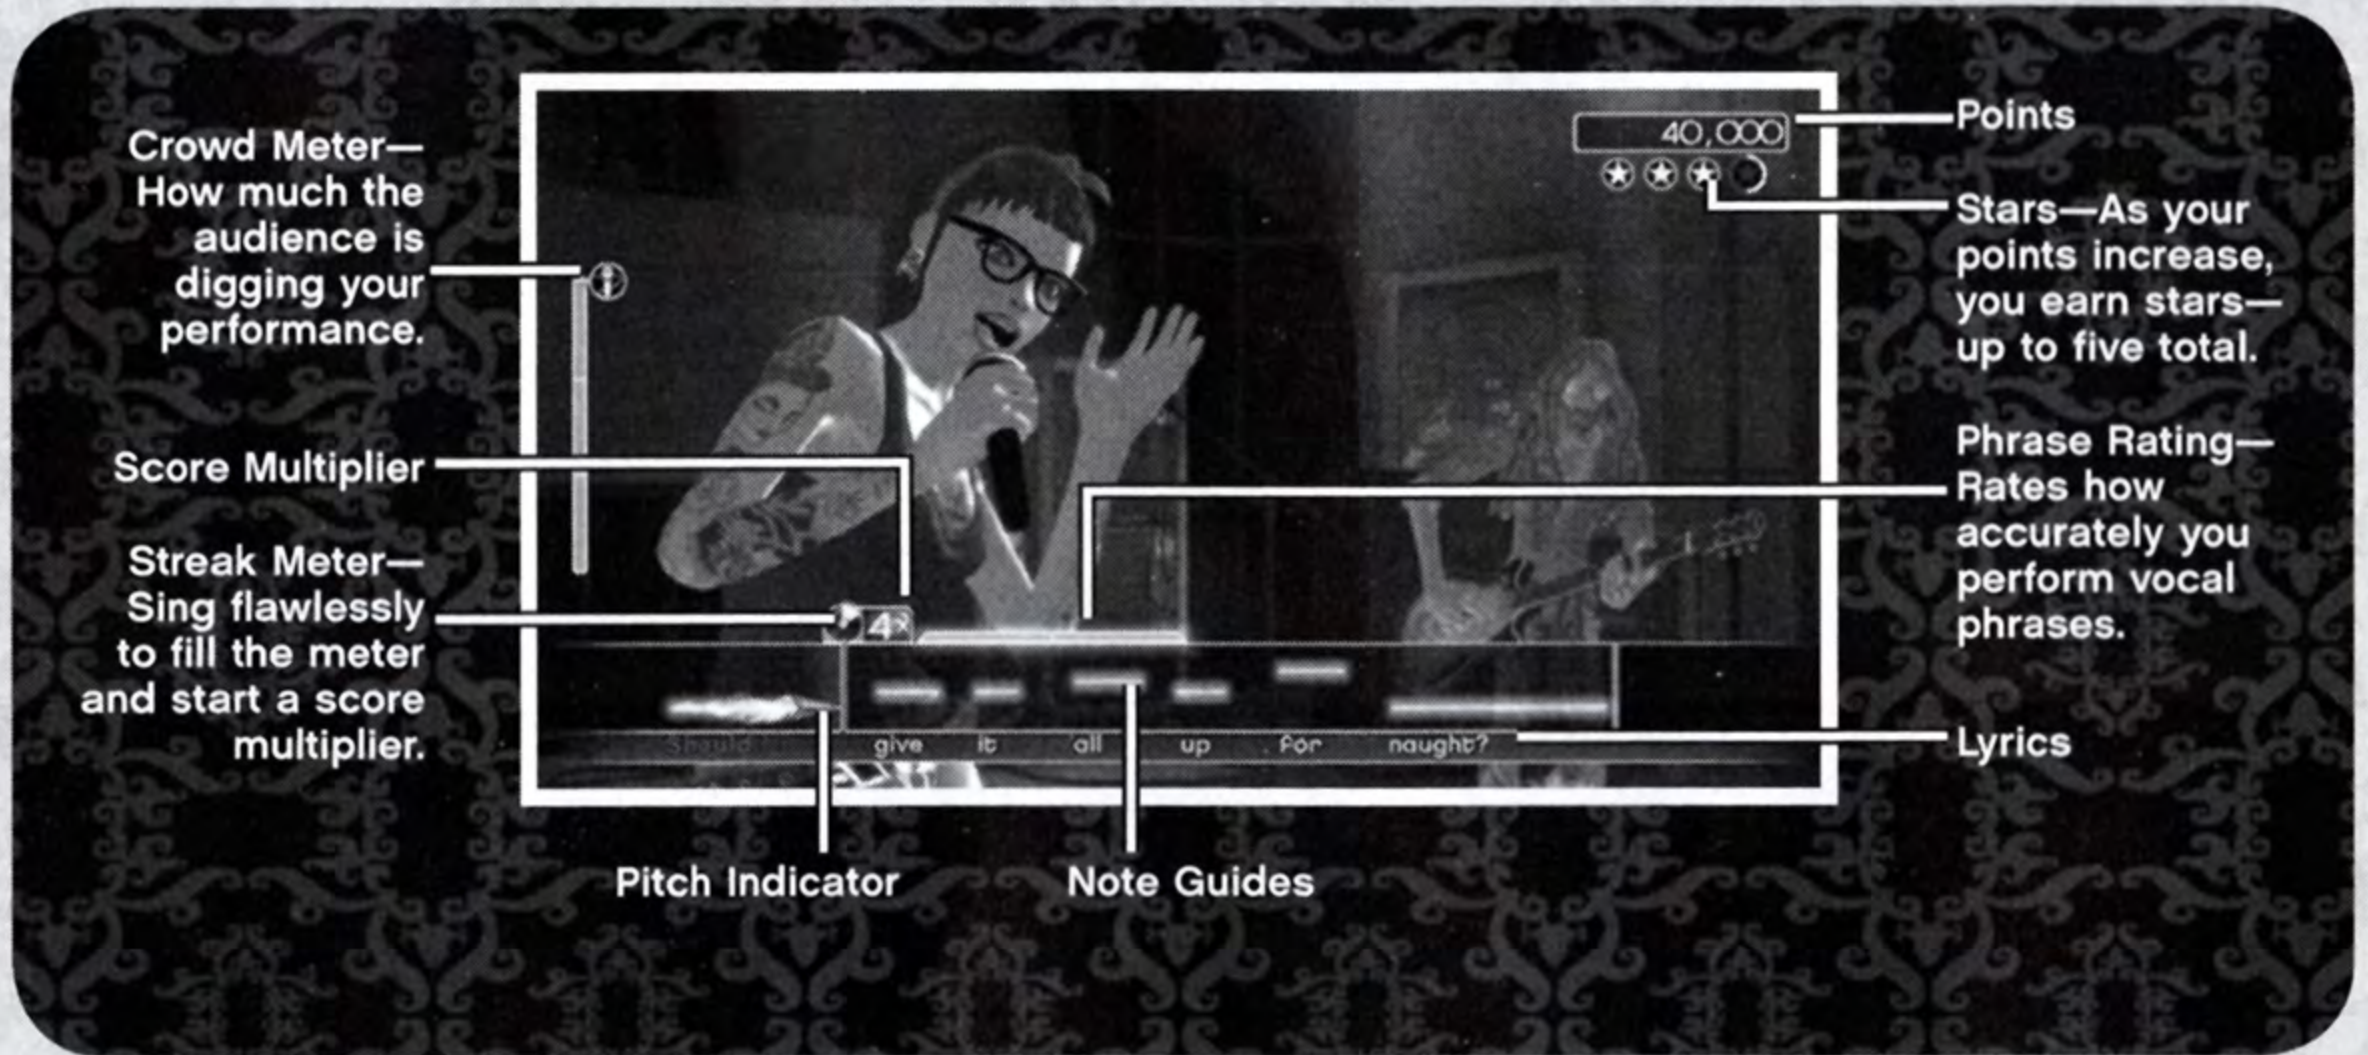 Crowd Meter—
How much the
audience is
digging your
performance.
Score Multiplier
Streak Meter—
Sing flawlessly
to fill the meter
and start a score
multiplier.
40,000
4x
Should
give it all up for naught?
Pitch Indicator
Note Guides
Points
Stars—As your
points increase,
you earn stars—
up to five total.
Phrase Rating—
Rates how
accurately you
perform vocal
phrases.
Lyrics